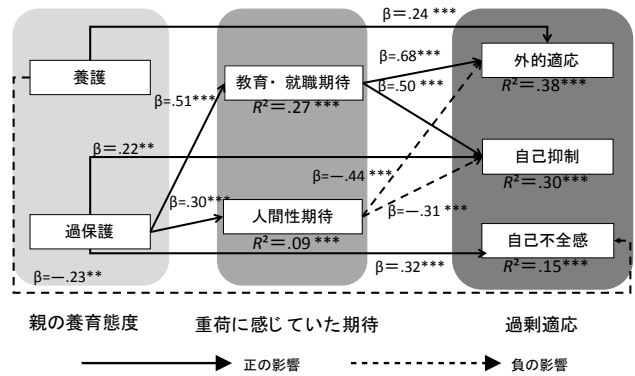 β＝.24 ***
養護
教育・就職期待
R²＝.27 ***
β=.68***
β=.50 ***
外的適応
R²＝.38***
β=.51***
β=.22**
自己抑制
R²＝.30***
β=—.44 ***
β=.30***
人間性期待
R²＝.09 ***
β=—.31 ***
過保護
自己不全感
R²＝.15***
β=—.23**
β=.32***
親の養育態度
重荷に感じていた期待
過剰適応
正の影響
負の影響